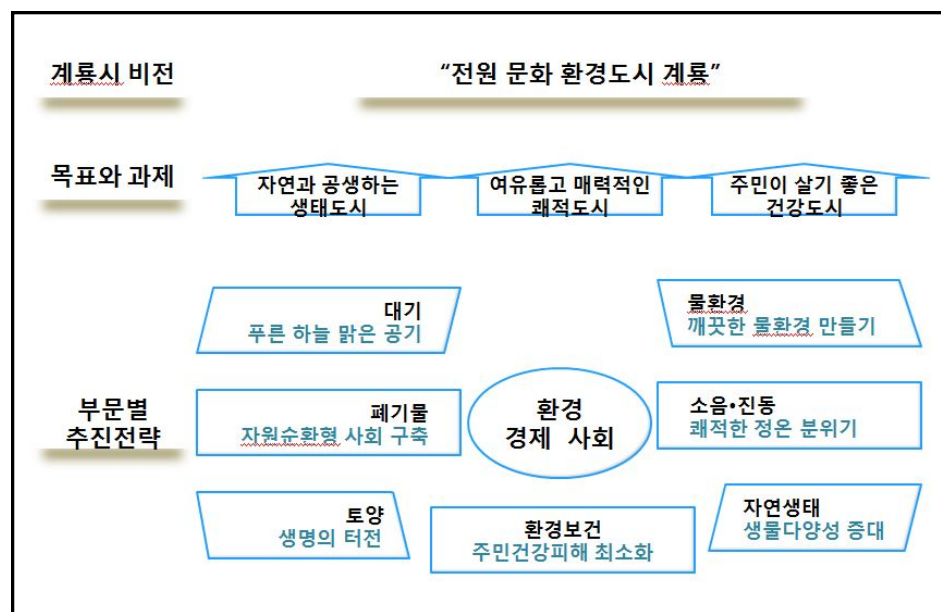 계룡시 비전
“전원 문화 환경도시 계룡”
목표와 과제
자연과 공생하는
생태도시
여유롭고 매력적인
쾌적도시
주민이 살기 좋은
건강도시
부문별
추진전략
대기
푸른 하늘 맑은 공기
물환경
깨끗한 물환경 만들기
폐기물
자원순환형 사회 구축
환경
경제 사회
소음•진동
쾌적한 정온 분위기
토양
생명의 터전
환경보건
주민건강피해 최소화
자연생태
생물다양성 증대